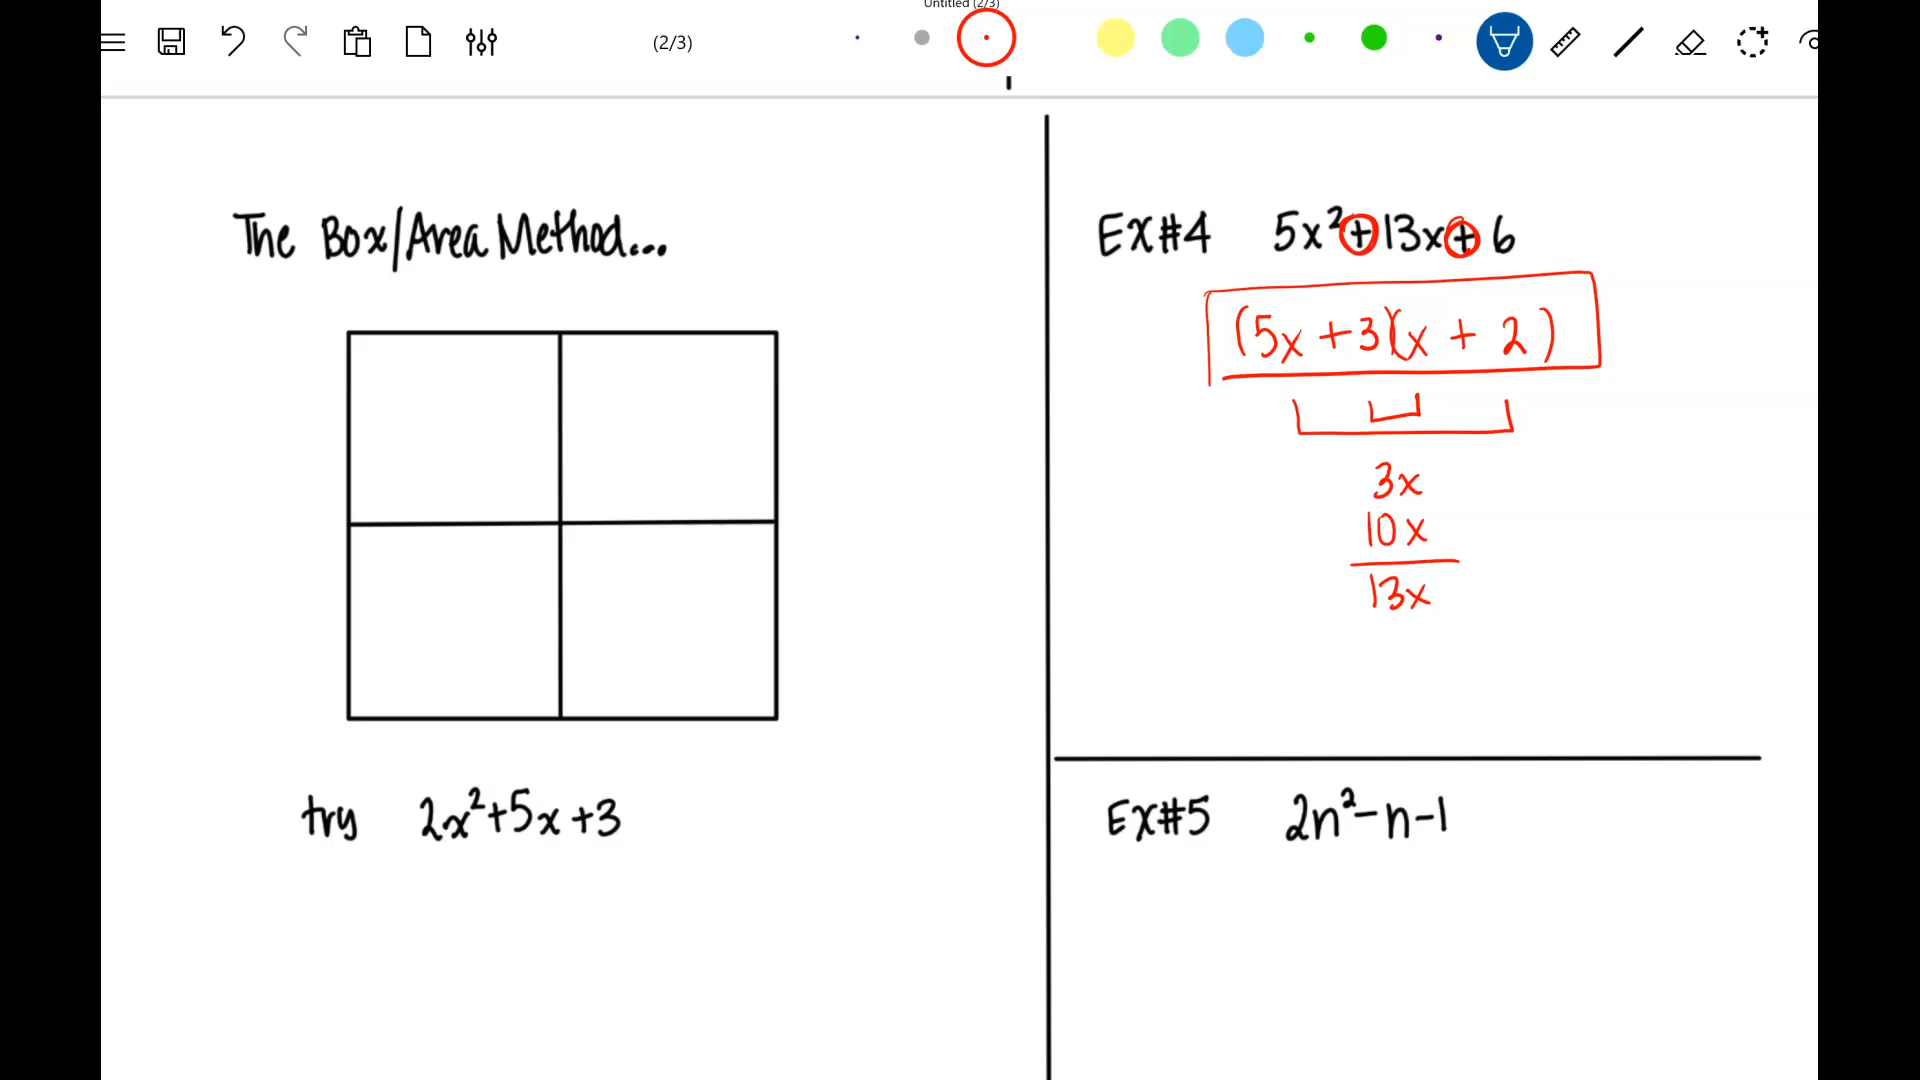 Untitled (2/3)
(2/3)
The Box/Area Method...
try 2x²+5x+3
Ex#4 5x²+13x+6
(5x+3)(x+2)
3x
10x
13x
Ex#5 2n²-n-1